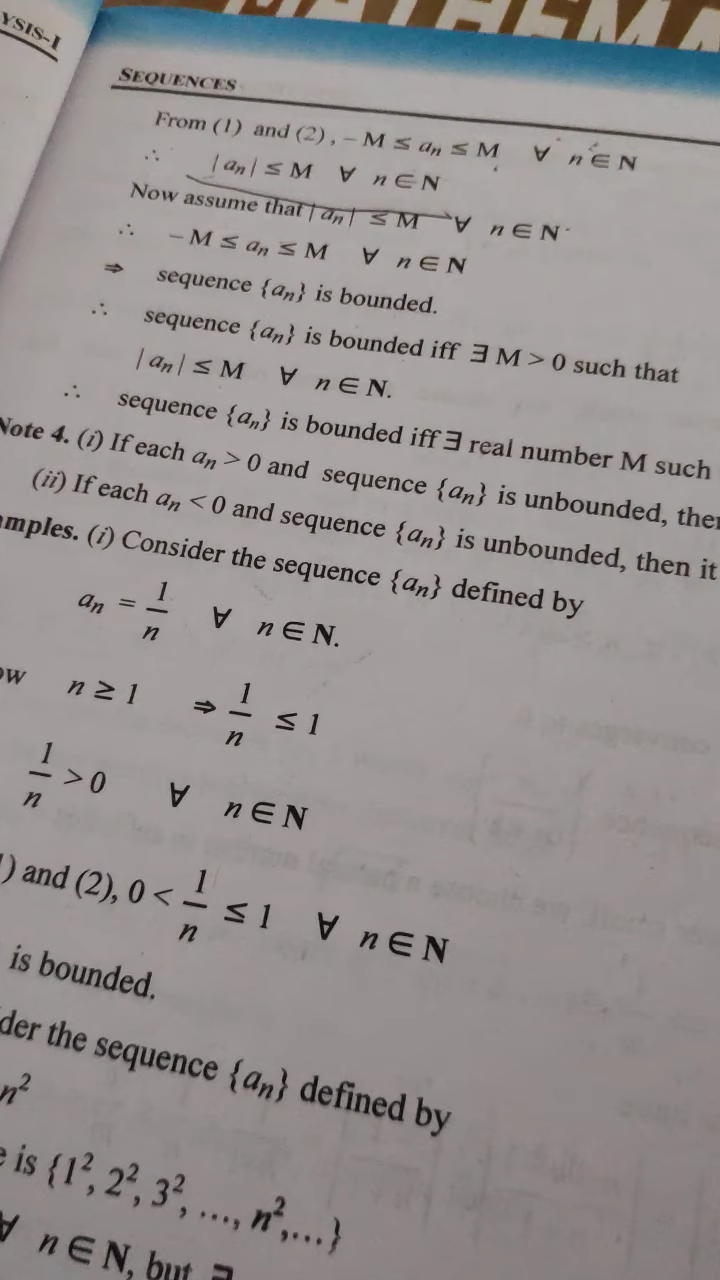 MATHEMA
YSIS-I
SEQUENCES
From (1) and (2), – M ≤ aₙ ≤ M ∀ n ∈ N
∴ | aₙ | ≤ M ∀ n ∈ N
Now assume that | aₙ | ≤ M ∀ n ∈ N
∴ – M ≤ aₙ ≤ M ∀ n ∈ N
⇒ sequence {aₙ} is bounded.
∴ sequence {aₙ} is bounded iff ∃ M > 0 such that
| aₙ | ≤ M ∀ n ∈ N.
∴ sequence {aₙ} is bounded iff ∃ real number M such
Note 4. (i) If each aₙ > 0 and sequence {aₙ} is unbounded, then
(ii) If each aₙ < 0 and sequence {aₙ} is unbounded, then it
amples. (i) Consider the sequence {aₙ} defined by
aₙ = 1/n ∀ n ∈ N.
ow n ≥ 1 ⇒ 1/n ≤ 1
1/n > 0 ∀ n ∈ N
) and (2), 0 < 1/n ≤ 1 ∀ n ∈ N
is bounded.
der the sequence {aₙ} defined by
n²
e is {1², 2², 3², ..., n²,...}
∀ n ∈ N, but ∃